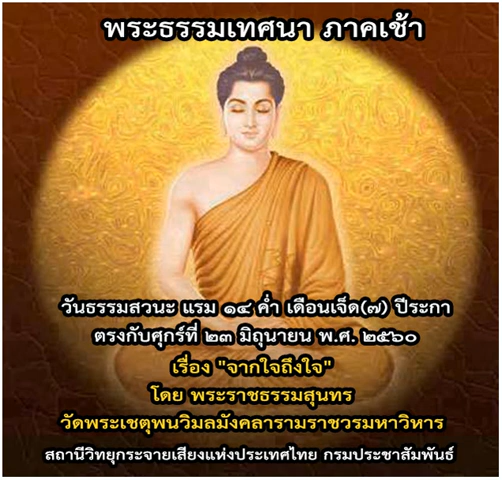 พระธรรมเทศนา ภาคเช้า
วันธรรมสวนะ แรม ๑๔ ค่ำ เดือนเจ็ด(๗) ปีระกา
ตรงกับศุกร์ที่ ๒๓ มิถุนายน พ.ศ. ๒๕๖๐
เรื่อง "จากใจถึงใจ"
โดย พระราชธรรมสุนทร
วัดพระเชตุพนวิมลมังคลารามราชวรมหาวิหาร
สถานีวิทยุกระจายเสียงแห่งประเทศไทย กรมประชาสัมพันธ์